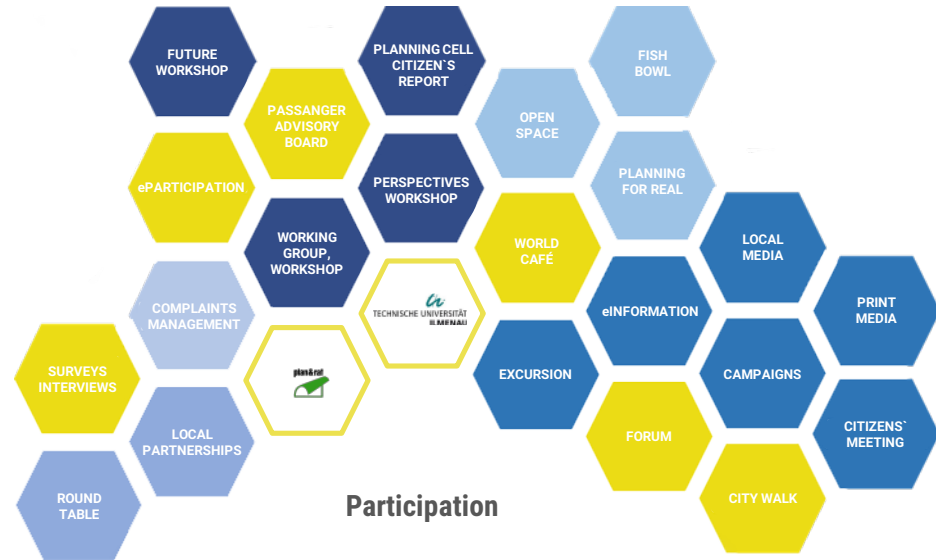 FUTURE
WORKSHOP
PLANNING CELL
CITIZEN`S
REPORT
FISH
BOWL
PASSANGER
ADVISORY
BOARD
OPEN
SPACE
ePARTICIPATION
PERSPECTIVES
WORKSHOP
PLANNING
FOR REAL
WORKING
GROUP,
WORKSHOP
WORLD
CAFÉ
LOCAL
MEDIA
COMPLAINTS
MANAGEMENT
TECHNISCHE UNIVERSITÄT
ILMENAU
eINFORMATION
PRINT
MEDIA
SURVEYS
INTERVIEWS
plan&rat
EXCURSION
CAMPAIGNS
LOCAL
PARTNERSHIPS
FORUM
CITIZENS`
MEETING
ROUND
TABLE
Participation
CITY WALK